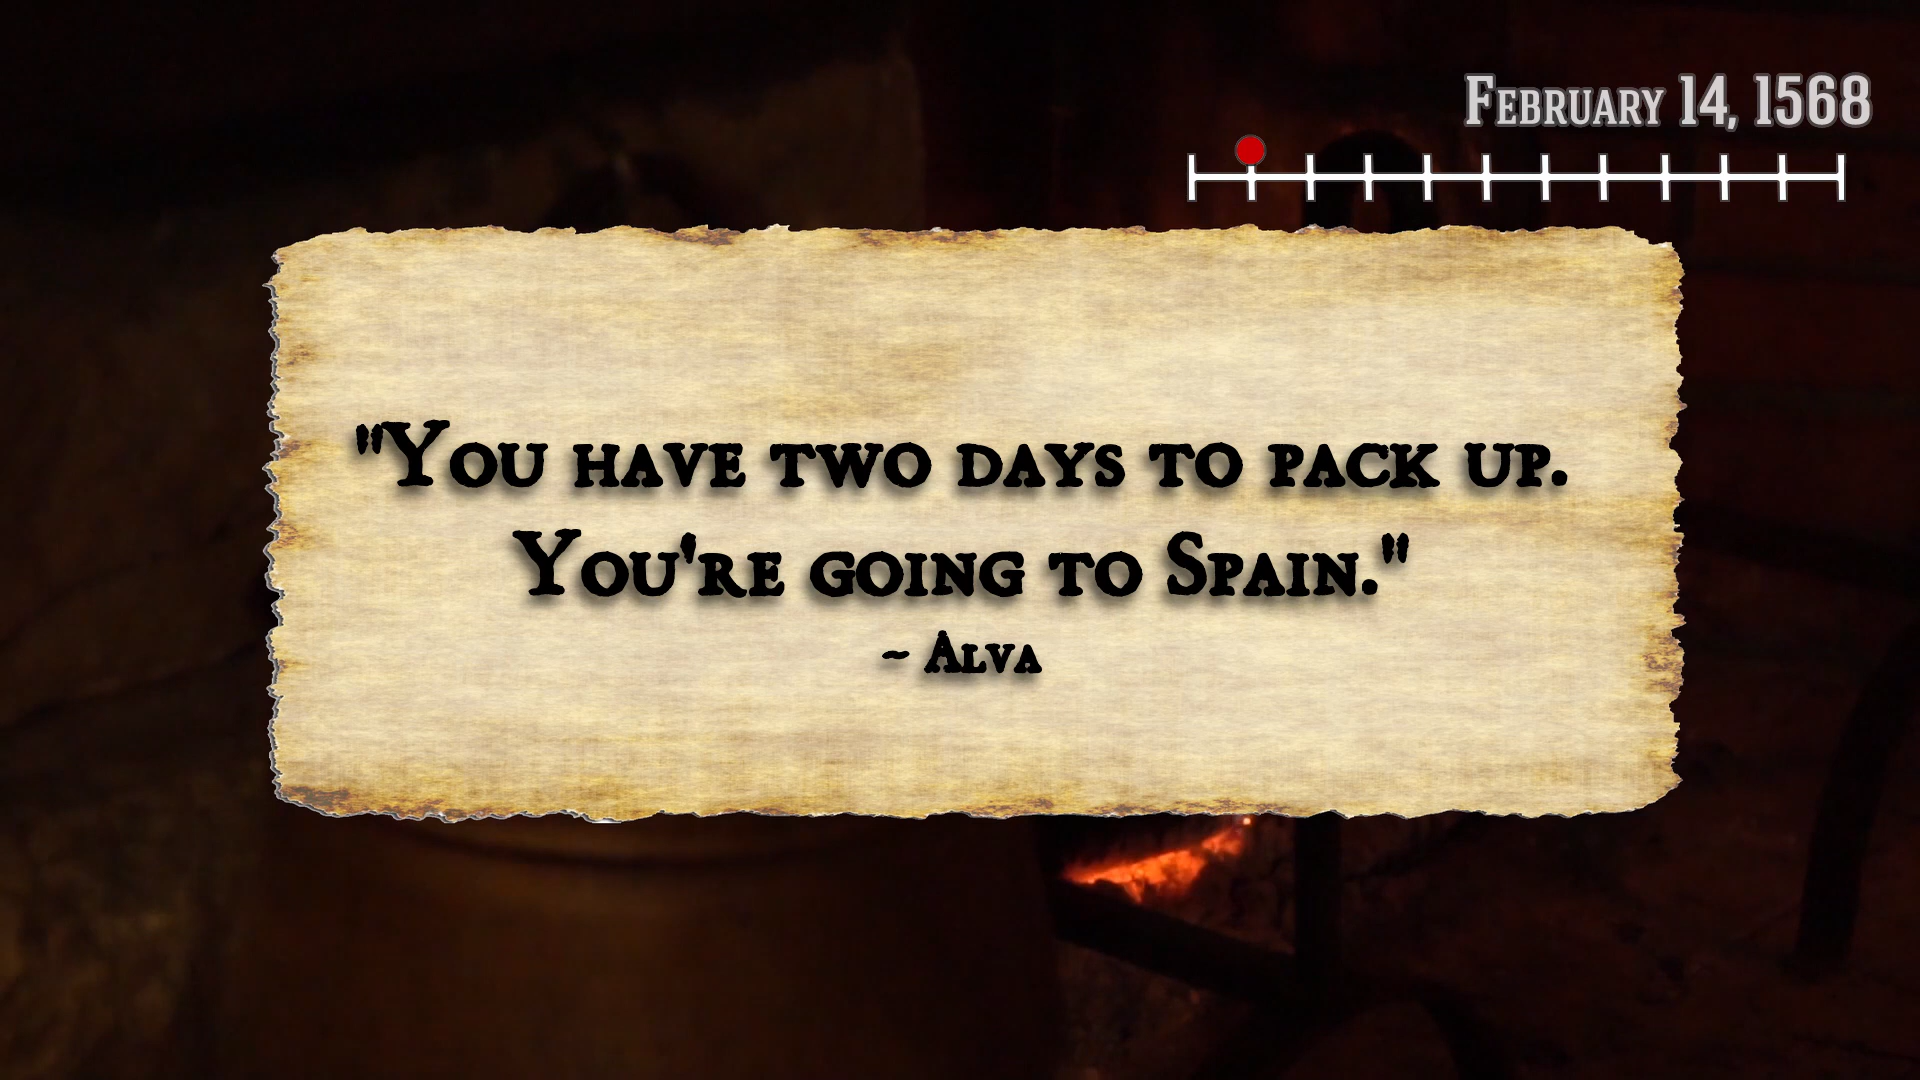 February 14, 1568
"You have two days to pack up.
You're going to Spain."
~ Alva